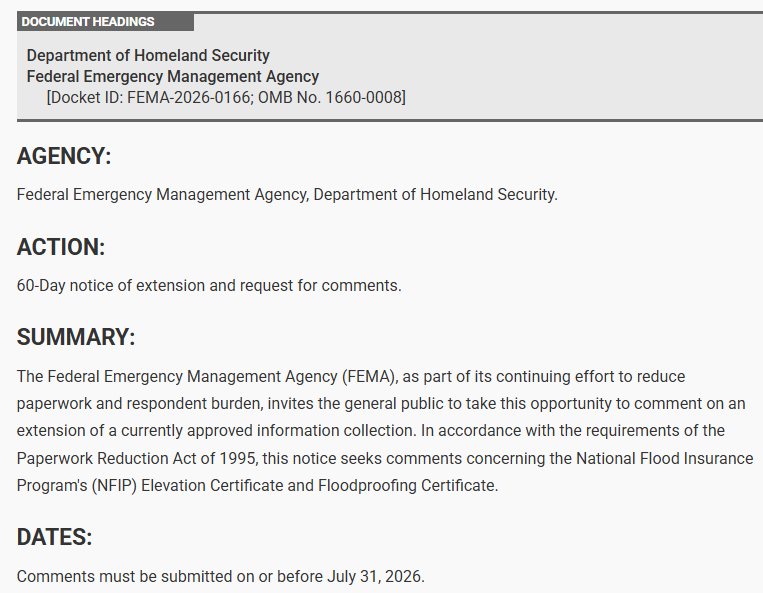 DOCUMENT HEADINGS
Department of Homeland Security
Federal Emergency Management Agency
[Docket ID: FEMA-2026-0166; OMB No. 1660-0008]
AGENCY:
Federal Emergency Management Agency, Department of Homeland Security.
ACTION:
60-Day notice of extension and request for comments.
SUMMARY:
The Federal Emergency Management Agency (FEMA), as part of its continuing effort to reduce
paperwork and respondent burden, invites the general public to take this opportunity to comment on an
extension of a currently approved information collection. In accordance with the requirements of the
Paperwork Reduction Act of 1995, this notice seeks comments concerning the National Flood Insurance
Program's (NFIP) Elevation Certificate and Floodproofing Certificate.
DATES:
Comments must be submitted on or before July 31, 2026.